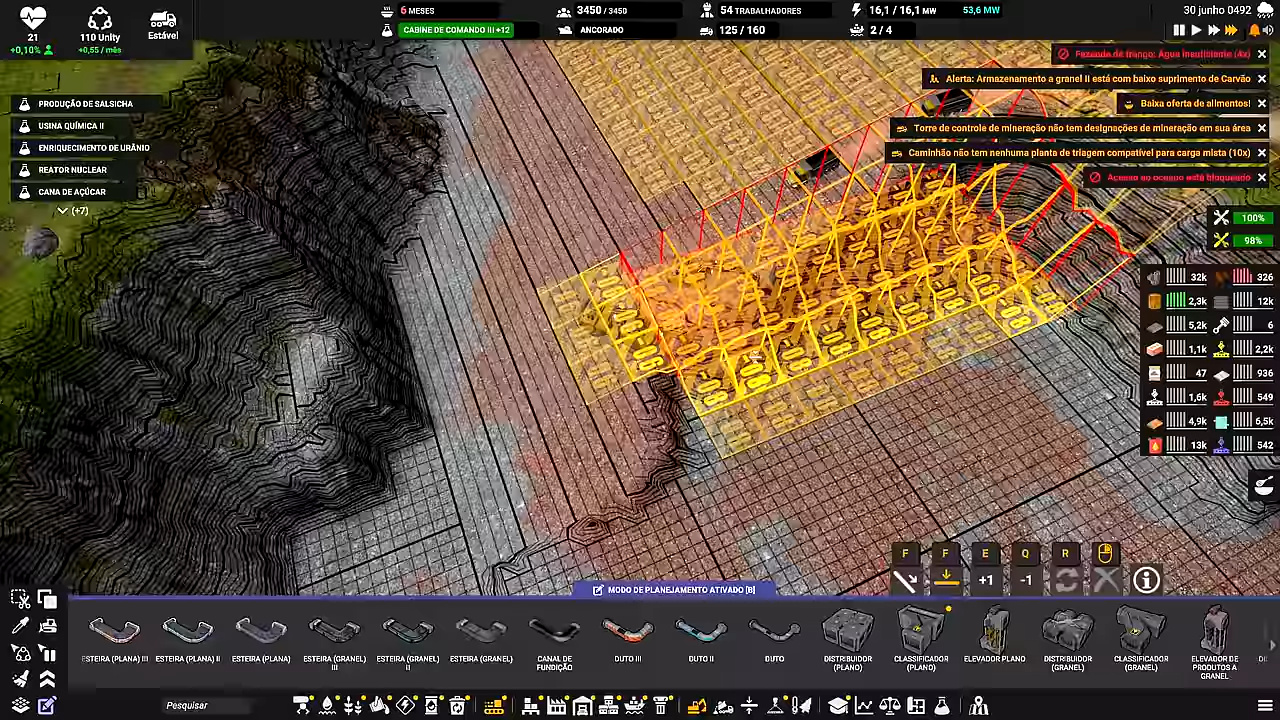 21
+0,10%
110 Unity
+0,55 / mês
Estável
6 MESES
CABINE DE COMANDO III +12
3450 / 3450
ANCORADO
54 TRABALHADORES
125 / 160
16,1 / 16,1 MW
53,6 MW
2 / 4
30 junho 0492
Fazenda de frango: Água insuficiente (4x)
Alerta: Armazenamento a granel II está com baixo suprimento de Carvão
Baixa oferta de alimentos!
Torre de controle de mineração não tem designações de mineração em sua área
Caminhão não tem nenhuma planta de triagem compatível para carga mista (10x)
Acesso ao oceano está bloqueado
PRODUÇÃO DE SALSICHA
USINA QUÍMICA II
ENRIQUECIMENTO DE URÂNIO
REATOR NUCLEAR
CANA DE AÇÚCAR
(+7)
100%
98%
32k 326
2,3k 12k
5,2k 6
1,1k 2,2k
47 936
1,6k 549
4,9k 6,5k
13k 542
F F E Q R
+1 -1
MODO DE PLANEJAMENTO ATIVADO [B]
ESTEIRA (PLANA) III
ESTEIRA (PLANA) II
ESTEIRA (PLANA)
ESTEIRA (GRANEL) III
ESTEIRA (GRANEL) II
ESTEIRA (GRANEL)
CANAL DE FUNDIÇÃO
DUTO III
DUTO II
DUTO
DISTRIBUIDOR (PLANO)
CLASSIFICADOR (PLANO)
ELEVADOR PLANO
DISTRIBUIDOR (GRANEL)
CLASSIFICADOR (GRANEL)
ELEVADOR DE PRODUTOS A GRANEL
Pesquisar